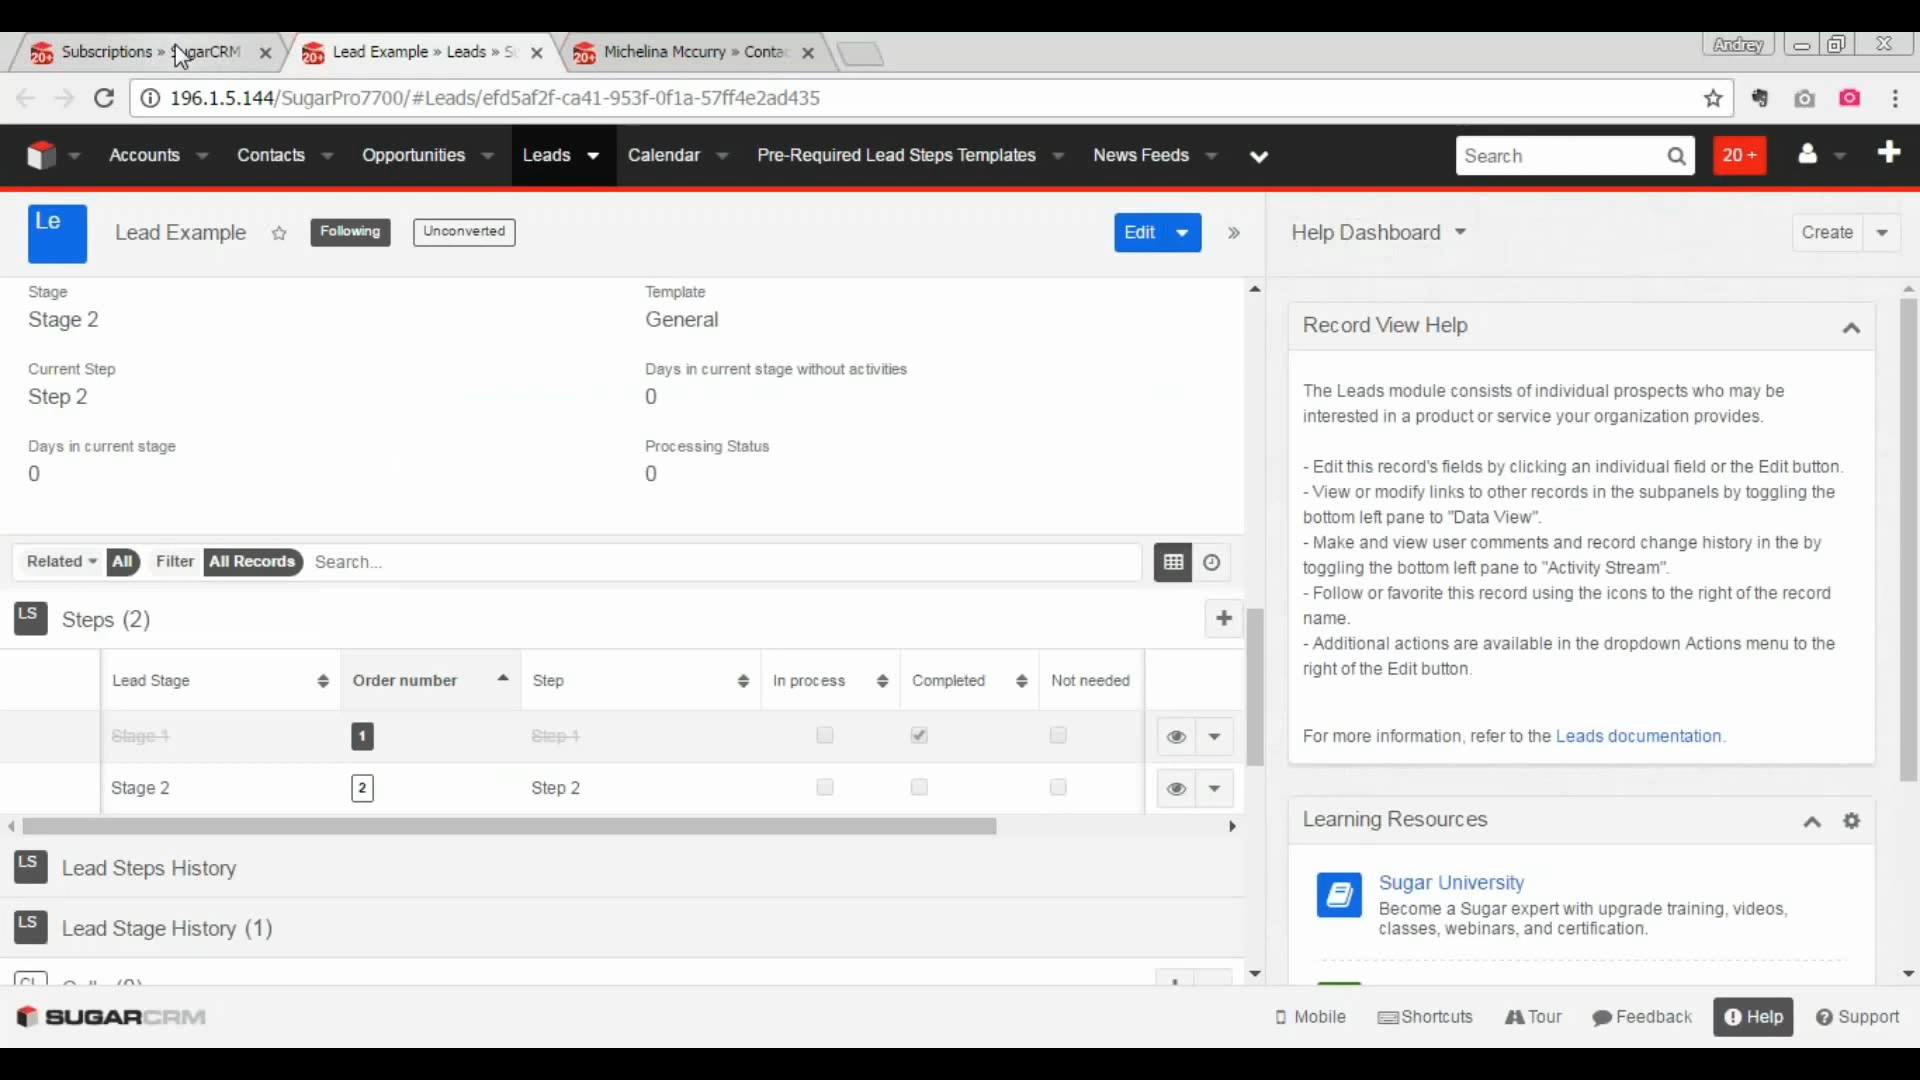 Subscriptions » SugarCRM
Lead Example » Leads » S
Michelina Mccurry » Conta
Andrey
196.1.5.144/SugarPro7700/#Leads/efd5af2f-ca41-953f-0f1a-57ff4e2ad435
Accounts
Contacts
Opportunities
Leads
Calendar
Pre-Required Lead Steps Templates
News Feeds
Search
20 +
Le
Lead Example
Following
Unconverted
Edit
Help Dashboard
Create
Stage
Stage 2
Template
General
Current Step
Step 2
Days in current stage without activities
0
Days in current stage
0
Processing Status
0
Related
All
Filter
All Records
Search...
LS
Steps (2)
Lead Stage
Order number
Step
In process
Completed
Not needed
Stage 1
1
Step 1
Stage 2
2
Step 2
LS
Lead Steps History
LS
Lead Stage History (1)
Record View Help
The Leads module consists of individual prospects who may be
interested in a product or service your organization provides.
- Edit this record's fields by clicking an individual field or the Edit button.
- View or modify links to other records in the subpanels by toggling the
bottom left pane to "Data View".
- Make and view user comments and record change history in the by
toggling the bottom left pane to "Activity Stream".
- Follow or favorite this record using the icons to the right of the record
name.
- Additional actions are available in the dropdown Actions menu to the
right of the Edit button.
For more information, refer to the Leads documentation.
Learning Resources
Sugar University
Become a Sugar expert with upgrade training, videos,
classes, webinars, and certification.
SUGARCRM
Mobile
Shortcuts
Tour
Feedback
Help
Support